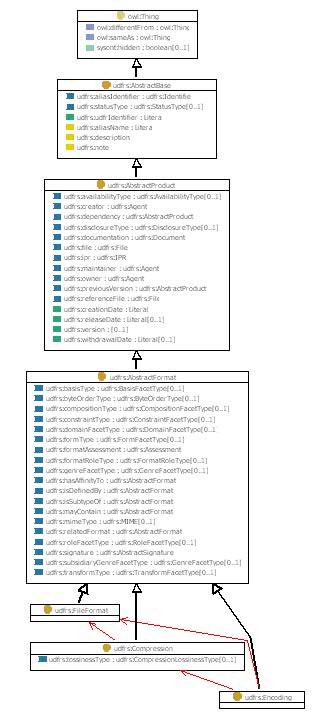 owl:Thing
owl:differentFrom : owl:Thing
owl:sameAs : owl:Thing
sysont:hidden : boolean[0..1]
udfrs:AbstractBase
udfrs:aliasIdentifier : udfrs:Identifie
udfrs:statusType : udfrs:StatusType[0..1]
udfrs:udfrIdentifier : Litera
udfrs:aliasName : Litera
udfrs:description
udfrs:note
udfrs:AbstractProduct
udfrs:availabilityType : udfrs:AvailabilityType[0..1]
udfrs:creator : udfrs:Agent
udfrs:dependency : udfrs:AbstractProduct
udfrs:disclosureType : udfrs:DisclosureType[0..1]
udfrs:documentation : udfrs:Document
udfrs:file : udfrs:File
udfrs:ipr : udfrs:IPR
udfrs:maintainer : udfrs:Agent
udfrs:owner : udfrs:Agent
udfrs:previousVersion : udfrs:AbstractProduct
udfrs:referenceFile : udfrs:File
udfrs:creationDate : Literal
udfrs:releaseDate : Literal[0..1]
udfrs:version : [0..1]
udfrs:withdrawalDate : Literal[0..1]
udfrs:AbstractFormat
udfrs:basisType : udfrs:BasisFacetType[0..1]
udfrs:byteOrderType : udfrs:ByteOrderType[0..1]
udfrs:compositionType : udfrs:CompositionFacetType[0..1]
udfrs:constraintType : udfrs:ConstraintFacetType[0..1]
udfrs:domainFacetType : udfrs:DomainFacetType[0..1]
udfrs:formType : udfrs:FormFacetType[0..1]
udfrs:formatAssessment : udfrs:Assessment
udfrs:formatRoleType : udfrs:FormatRoleType[0..1]
udfrs:genreFacetType : udfrs:GenreFacetType[0..1]
udfrs:hasAffinityTo : udfrs:AbstractFormat
udfrs:isDefinedBy : udfrs:AbstractFormat
udfrs:isSubtypeOf : udfrs:AbstractFormat
udfrs:mayContain : udfrs:AbstractFormat
udfrs:mimeType : udfrs:MIME[0..1]
udfrs:relatedFormat : udfrs:AbstractFormat
udfrs:roleFacetType : udfrs:RoleFacetType[0..1]
udfrs:signature : udfrs:AbstractSignature
udfrs:subsidiaryGenreFacetType : udfrs:GenreFacetType[0..1]
udfrs:transformType : udfrs:TransformFacetType[0..1]
udfrs:FileFormat
udfrs:Compression
udfrs:lossinessType : udfrs:CompressionLossinessType[0..1]
udfrs:Encoding